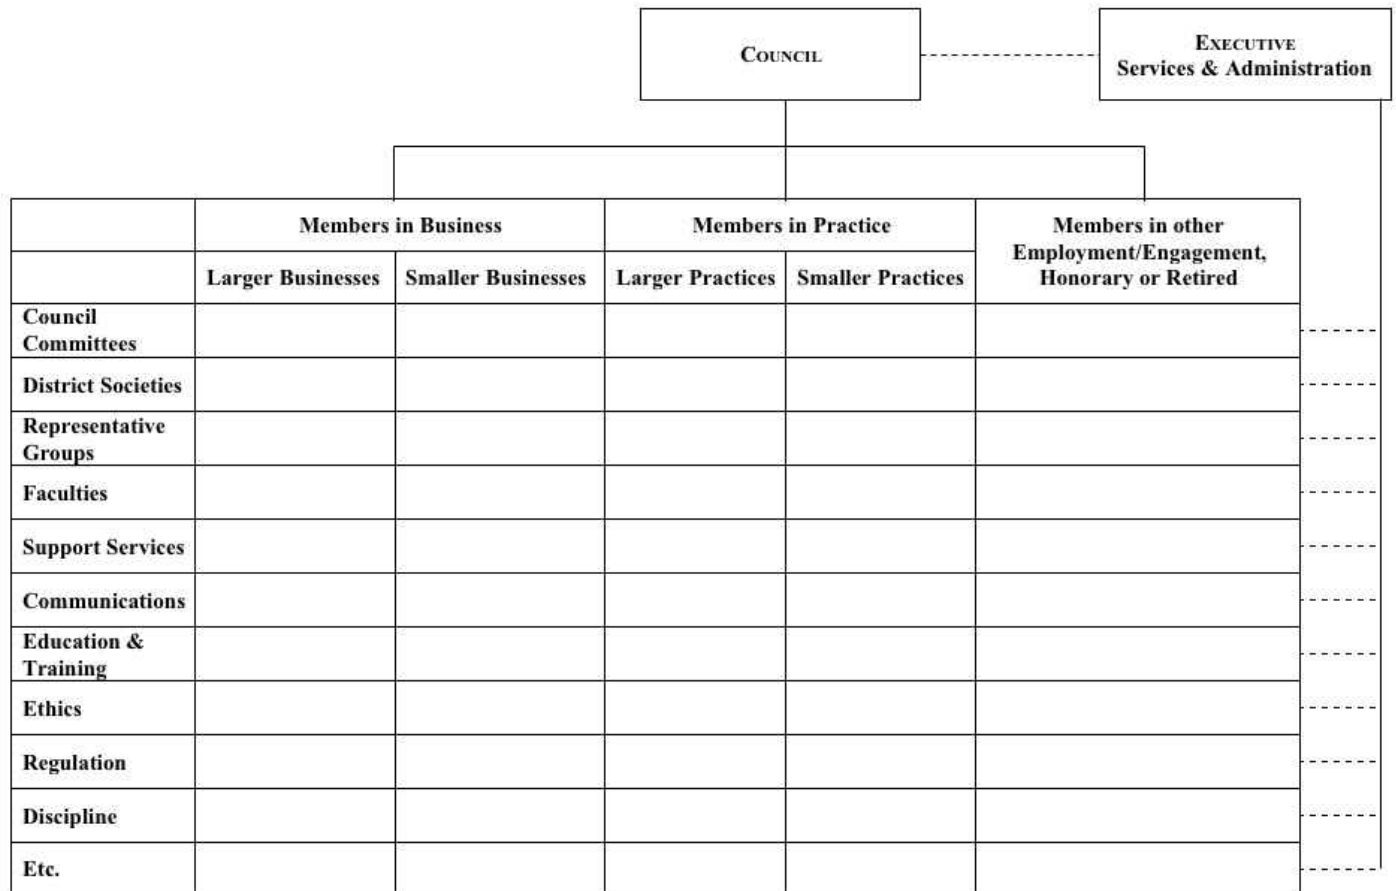 COUNCIL
EXECUTIVE
Services & Administration
Members in Business
Members in Practice
Members in other
Employment/Engagement,
Honorary or Retired
Larger Businesses
Smaller Businesses
Larger Practices
Smaller Practices
Council
Committees
District Societies
Representative
Groups
Faculties
Support Services
Communications
Education &
Training
Ethics
Regulation
Discipline
Etc.